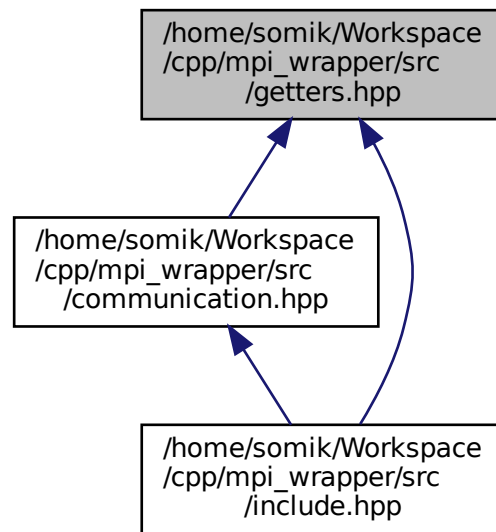 /home/somik/Workspace
/cpp/mpi_wrapper/src
/getters.hpp
/home/somik/Workspace
/cpp/mpi_wrapper/src
/communication.hpp
/home/somik/Workspace
/cpp/mpi_wrapper/src
/include.hpp